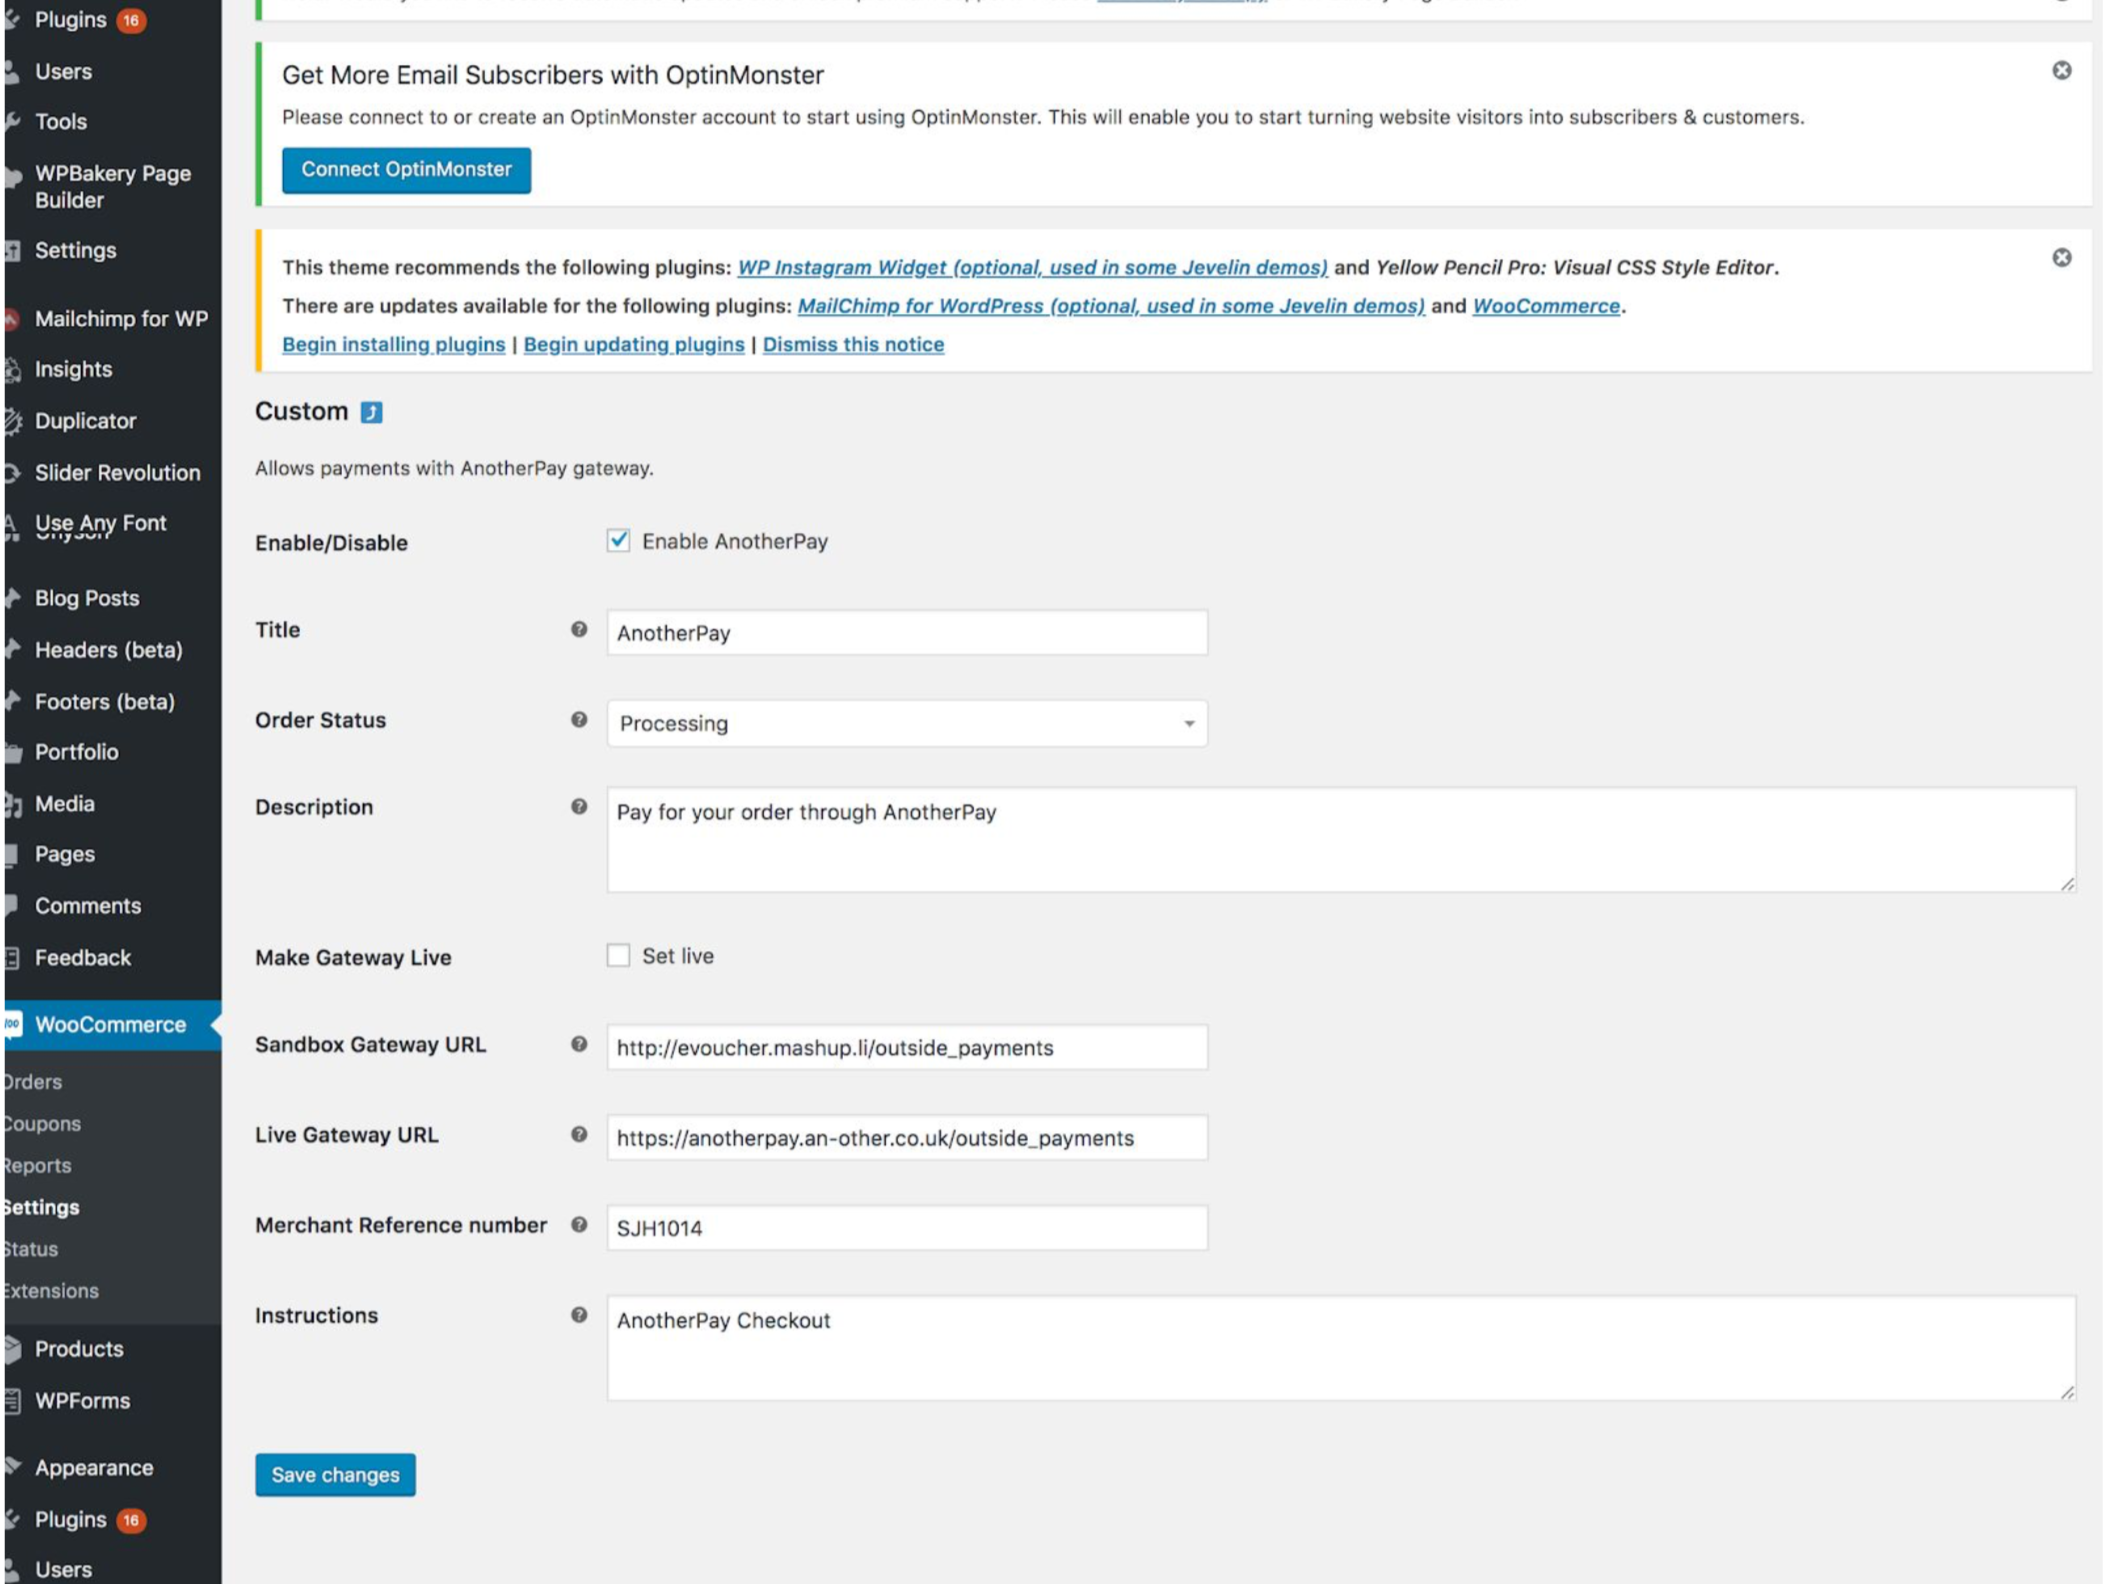 Plugins 16
Users
Tools
WPBakery Page
Builder
Settings
Mailchimp for WP
Insights
Duplicator
Slider Revolution
Use Any Font
Unyson
Blog Posts
Headers (beta)
Footers (beta)
Portfolio
Media
Pages
Comments
Feedback
WooCommerce
Orders
Coupons
Reports
Settings
Status
Extensions
Products
WPForms
Appearance
Plugins 16
Users
Get More Email Subscribers with OptinMonster
Please connect to or create an OptinMonster account to start using OptinMonster. This will enable you to start turning website visitors into subscribers & customers.
Connect OptinMonster
This theme recommends the following plugins: WP Instagram Widget (optional, used in some Jevelin demos) and Yellow Pencil Pro: Visual CSS Style Editor.
There are updates available for the following plugins: MailChimp for WordPress (optional, used in some Jevelin demos) and WooCommerce.
Begin installing plugins | Begin updating plugins | Dismiss this notice
Custom ⤴
Allows payments with AnotherPay gateway.
Enable/Disable
Enable AnotherPay
Title
AnotherPay
Order Status
Processing
Description
Pay for your order through AnotherPay
Make Gateway Live
Set live
Sandbox Gateway URL
http://evoucher.mashup.li/outside_payments
Live Gateway URL
https://anotherpay.an-other.co.uk/outside_payments
Merchant Reference number
SJH1014
Instructions
AnotherPay Checkout
Save changes